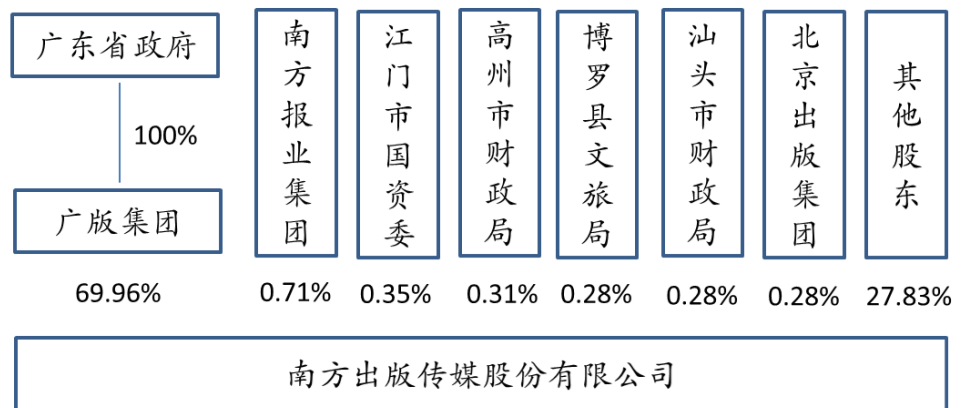 广东省政府
100%
广版集团
南方报业集团
江门市国资委
高州市财政局
博罗县文旅局
汕头市财政局
北京出版集团
其他股东
69.96%
0.71%
0.35%
0.31%
0.28%
0.28%
0.28%
27.83%
南方出版传媒股份有限公司